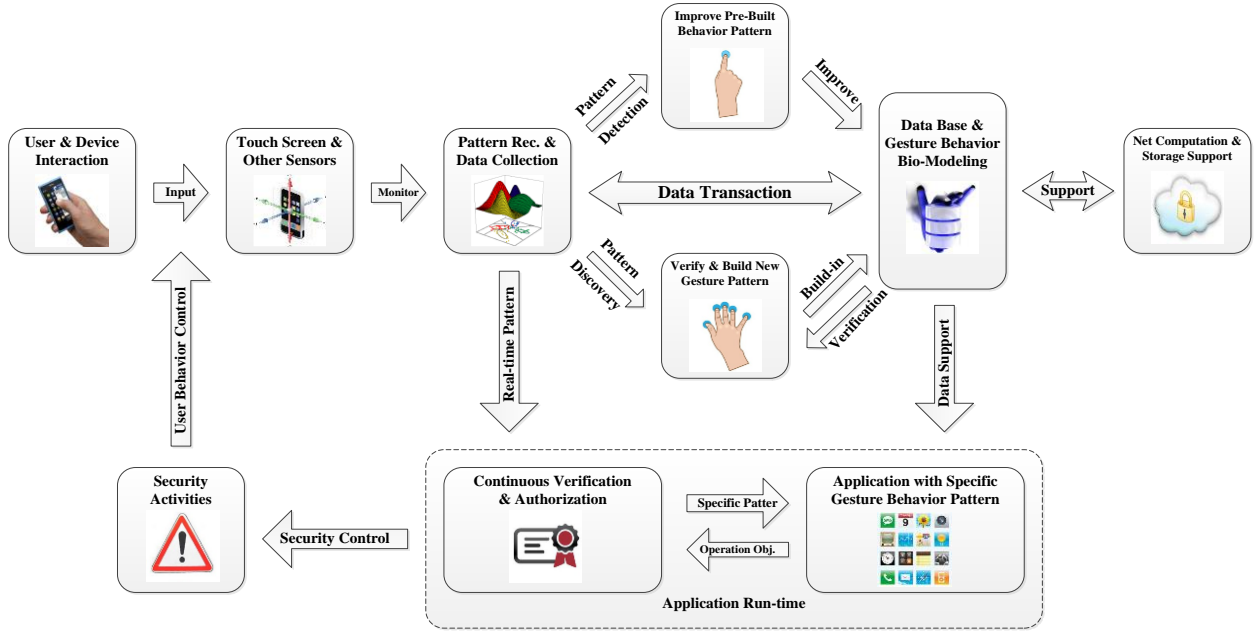 Improve Pre-Built
Behavior Pattern
Pattern
Detection
Improve
User & Device
Interaction
Input
Touch Screen &
Other Sensors
Monitor
Pattern Rec. &
Data Collection
Data Transaction
Data Base &
Gesture Behavior
Bio-Modeling
Support
Net Computation &
Storage Support
Pattern
Discovery
Verify & Build New
Gesture Pattern
Build-in
Verification
User Behavior Control
Real-time Pattern
Data Support
Security
Activities
Security Control
Continuous Verification
& Authorization
Specific Patter
Operation Obj.
Application with Specific
Gesture Behavior Pattern
9
Application Run-time